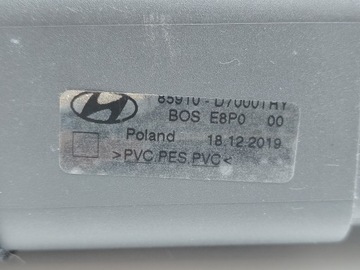 85910 - D7000TRY
BOS E8P0 00
Poland 18.12.2019
>PVC.PES.PVC<